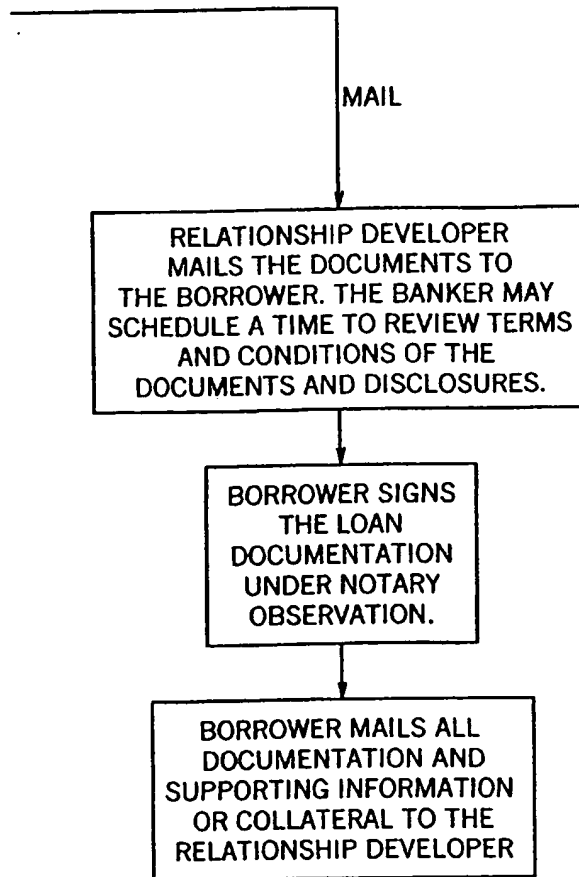 MAIL
RELATIONSHIP DEVELOPER
MAILS THE DOCUMENTS TO
THE BORROWER. THE BANKER MAY
SCHEDULE A TIME TO REVIEW TERMS
AND CONDITIONS OF THE
DOCUMENTS AND DISCLOSURES.
BORROWER SIGNS
THE LOAN
DOCUMENTATION
UNDER NOTARY
OBSERVATION.
BORROWER MAILS ALL
DOCUMENTATION AND
SUPPORTING INFORMATION
OR COLLATERAL TO THE
RELATIONSHIP DEVELOPER